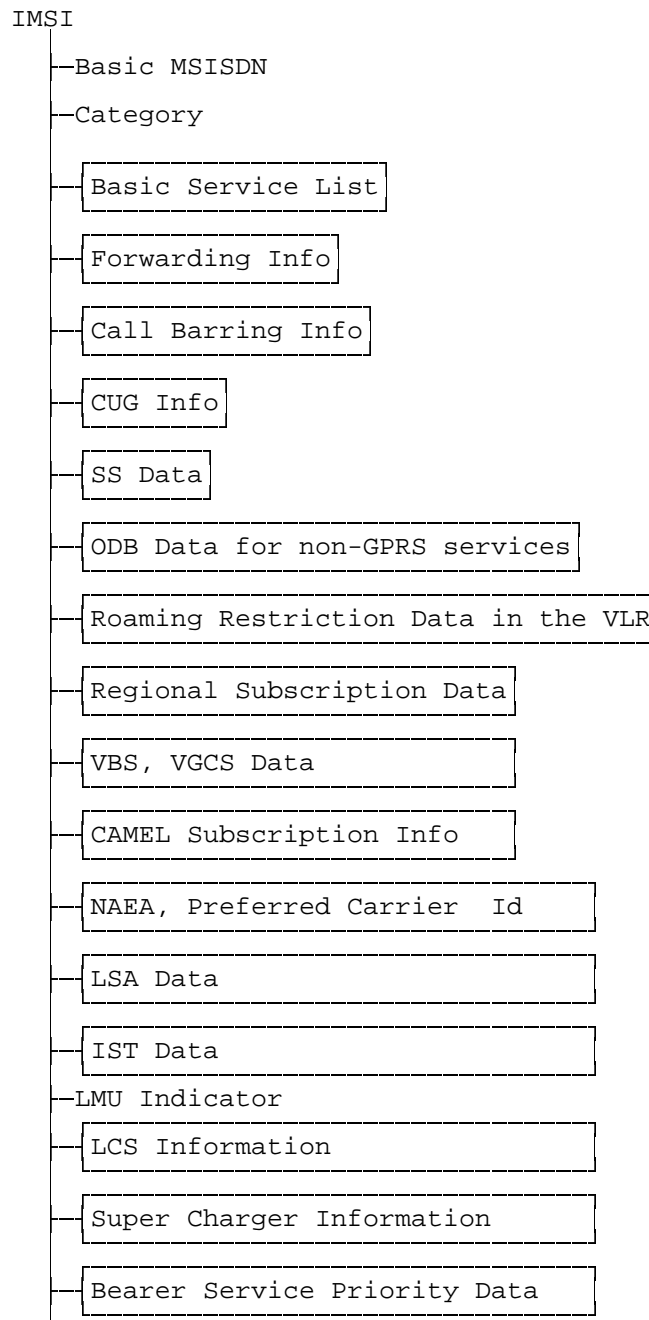 IMSI
Basic MSISDN
Category
Basic Service List
Forwarding Info
Call Barring Info
CUG Info
SS Data
ODB Data for non-GPRS services
Roaming Restriction Data in the VLR
Regional Subscription Data
VBS, VGCS Data
CAMEL Subscription Info
NAEA, Preferred Carrier Id
LSA Data
IST Data
LMU Indicator
LCS Information
Super Charger Information
Bearer Service Priority Data